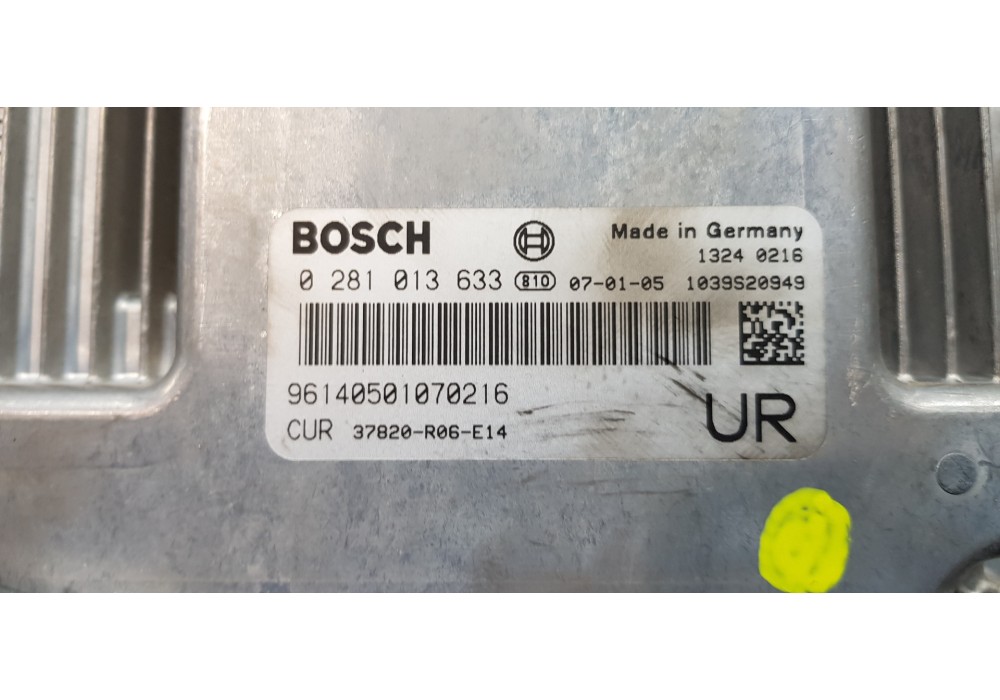 BOSCH Made in Germany
1324 0216
0 281 013 633 810 07-01-05 1039S20949
96140501070216
CUR 37820-R06-E14 UR